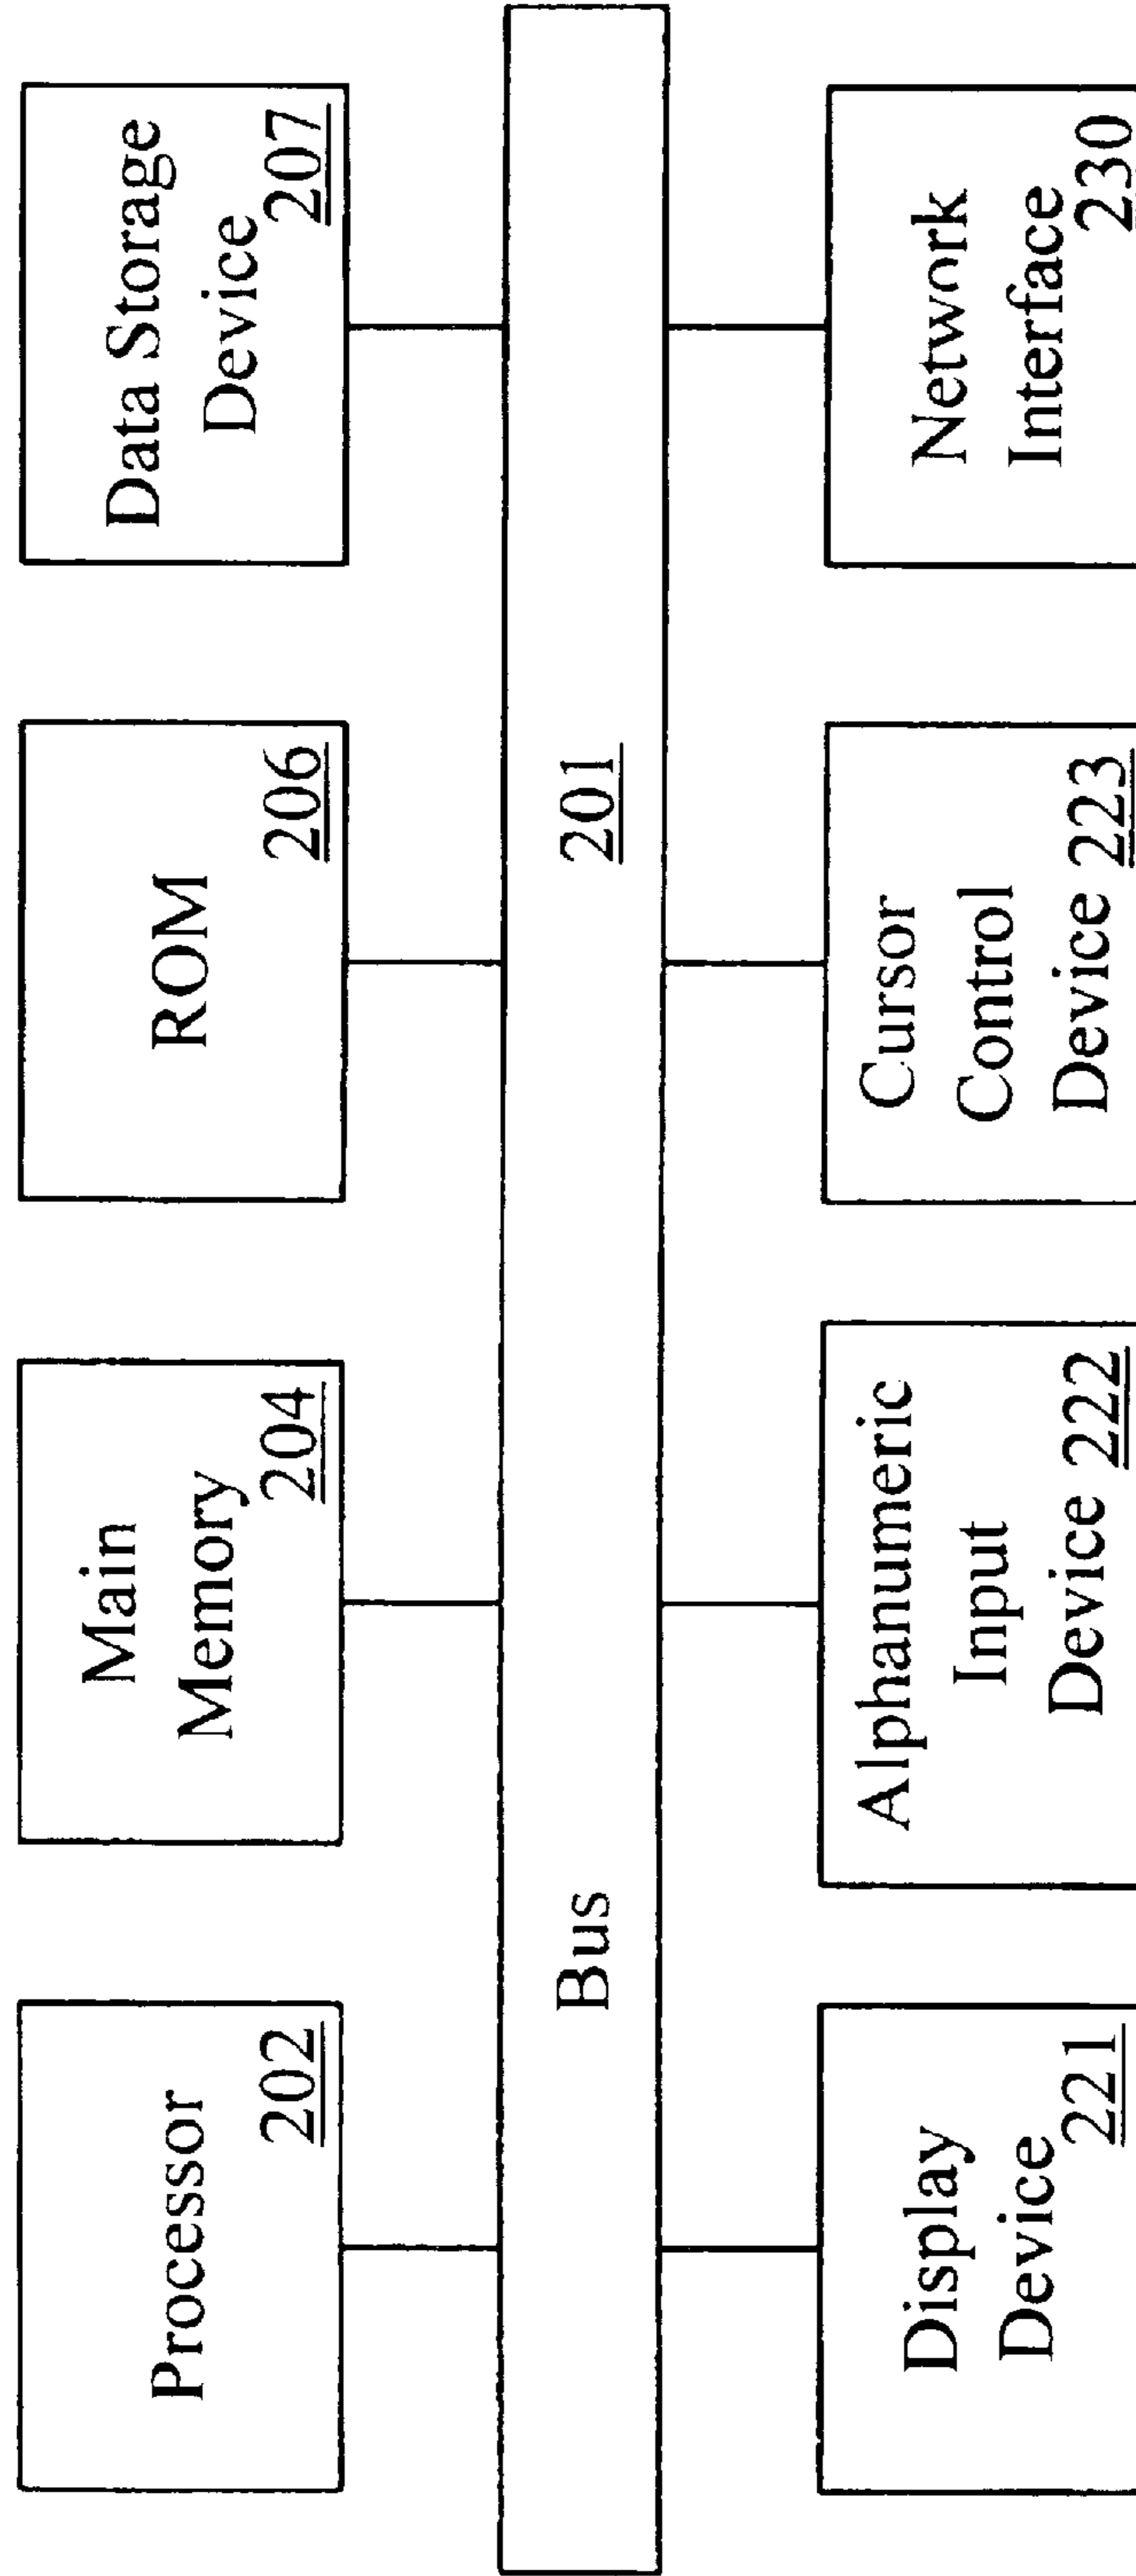 Processor
202
Main
Memory
204
ROM
206
Data Storage
Device
207
Bus
201
Display
Device
221
Alphanumeric
Input
Device 222
Cursor
Control
Device 223
Network
Interface
230